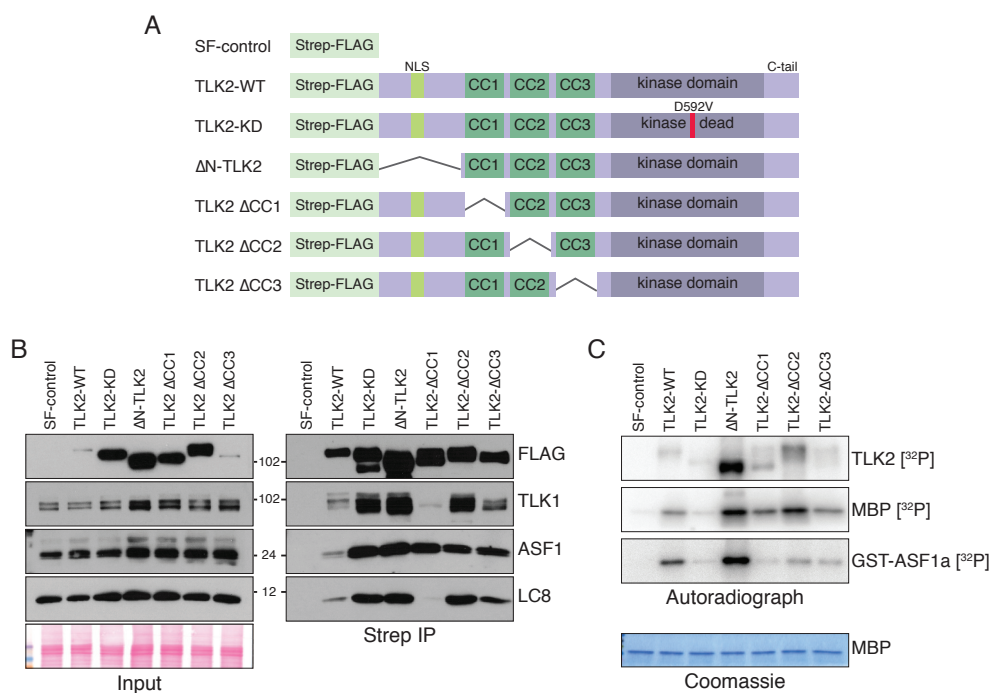 A
SF-control Strep-FLAG
NLS C-tail
TLK2-WT Strep-FLAG CC1 CC2 CC3 kinase domain
D592V
TLK2-KD Strep-FLAG CC1 CC2 CC3 kinase dead
ΔN-TLK2 Strep-FLAG CC1 CC2 CC3 kinase domain
TLK2 ΔCC1 Strep-FLAG CC2 CC3 kinase domain
TLK2 ΔCC2 Strep-FLAG CC1 CC3 kinase domain
TLK2 ΔCC3 Strep-FLAG CC1 CC2 kinase domain
B
SF-control TLK2-WT TLK2-KD ΔN-TLK2 TLK2 ΔCC1 TLK2 ΔCC2 TLK2 ΔCC3
SF-control TLK2-WT TLK2-KD ΔN-TLK2 TLK2-ΔCC1 TLK2-ΔCC2 TLK2-ΔCC3
102 FLAG
102 TLK1
24 ASF1
12 LC8
Input
Strep IP
C
SF-control TLK2-WT TLK2-KD ΔN-TLK2 TLK2-ΔCC1 TLK2-ΔCC2 TLK2-ΔCC3
TLK2 [³²P]
MBP [³²P]
GST-ASF1a [³²P]
Autoradiograph
MBP
Coomassie